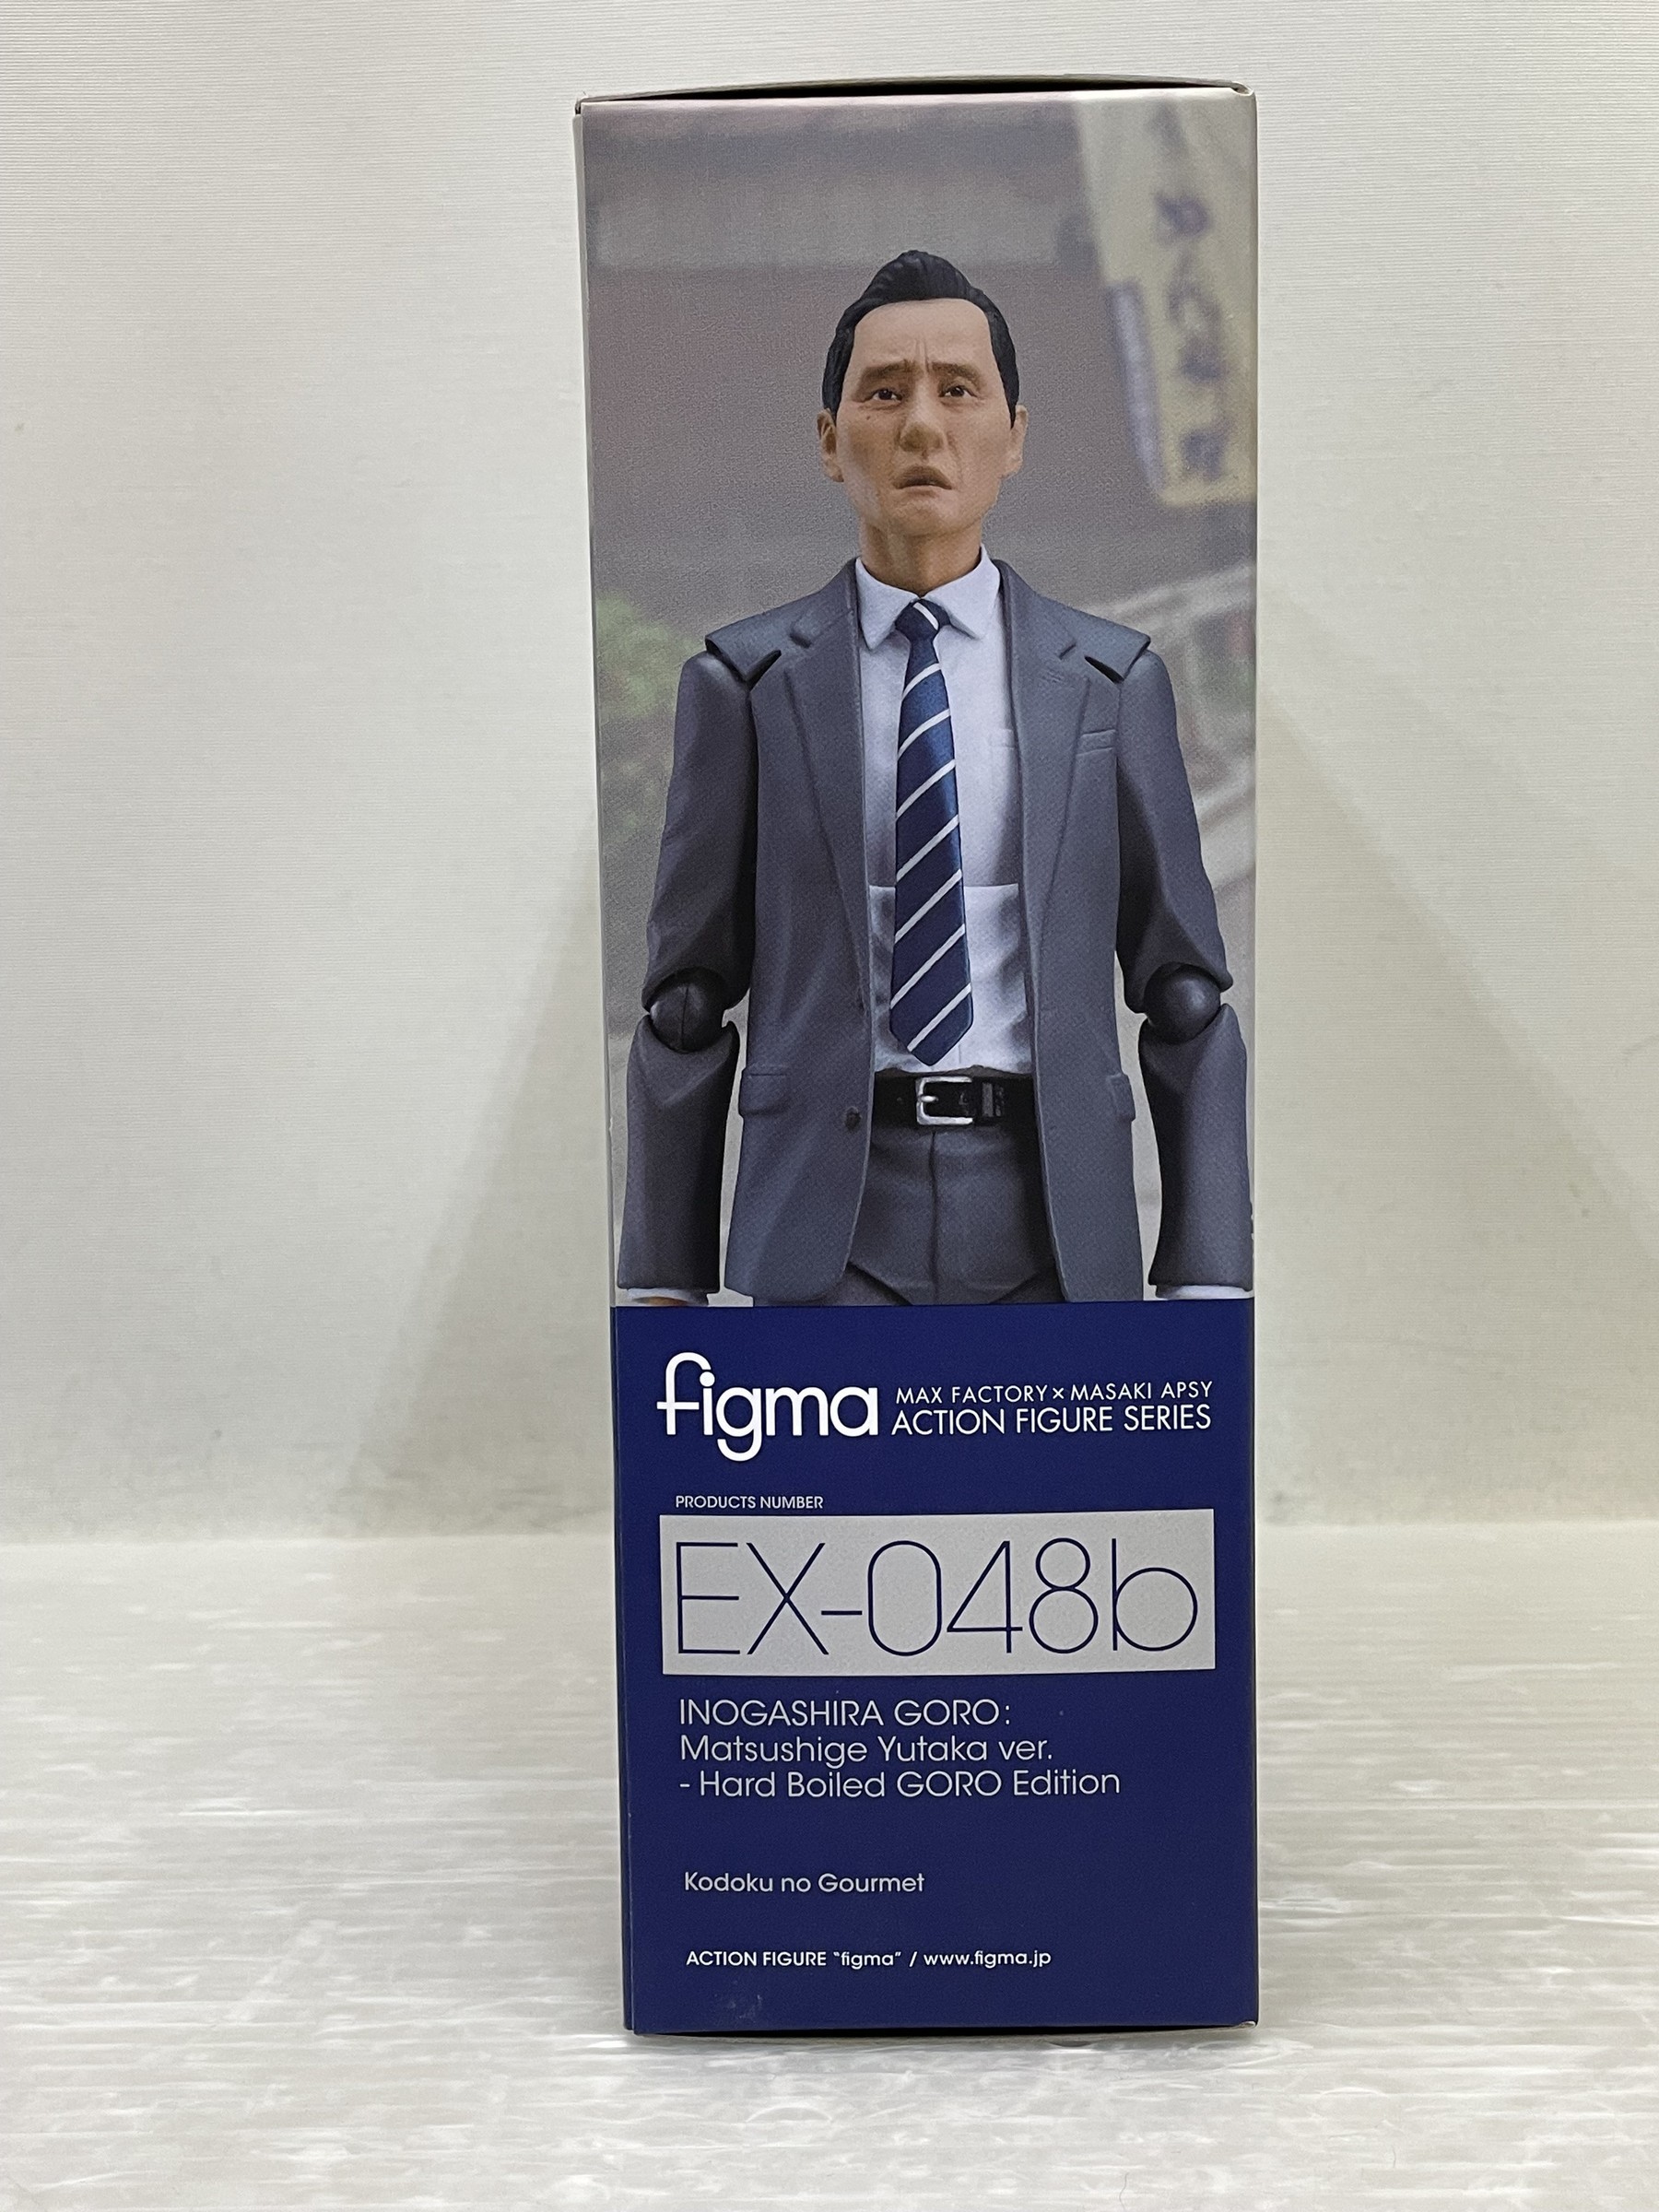 figma
MAX FACTORY×MASAKI APSY
ACTION FIGURE SERIES
PRODUCTS NUMBER
EX-048b
INOGASHIRA GORO:
Matsushige Yutaka ver.
- Hard Boiled GORO Edition
Kodoku no Gourmet
ACTION FIGURE “figma” / www.figma.jp